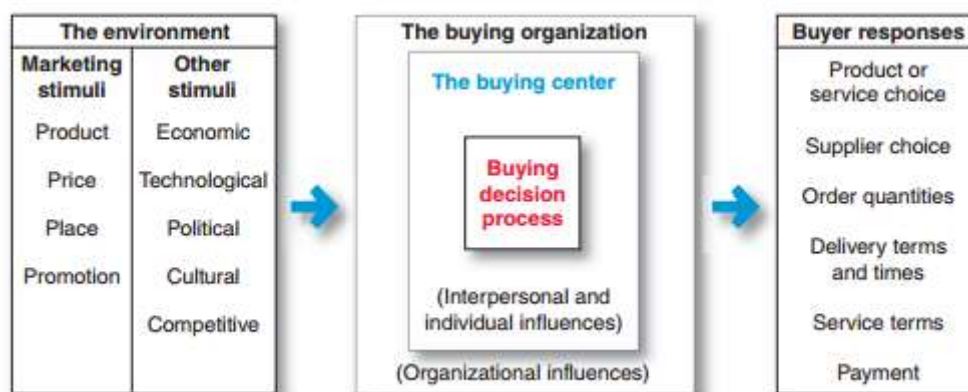 The environment
Marketing
stimuli
Product
Price
Place
Promotion
Other
stimuli
Economic
Technological
Political
Cultural
Competitive
The buying organization
The buying center
Buying
decision
process
(Interpersonal and
individual influences)
(Organizational influences)
Buyer responses
Product or
service choice
Supplier choice
Order quantities
Delivery terms
and times
Service terms
Payment